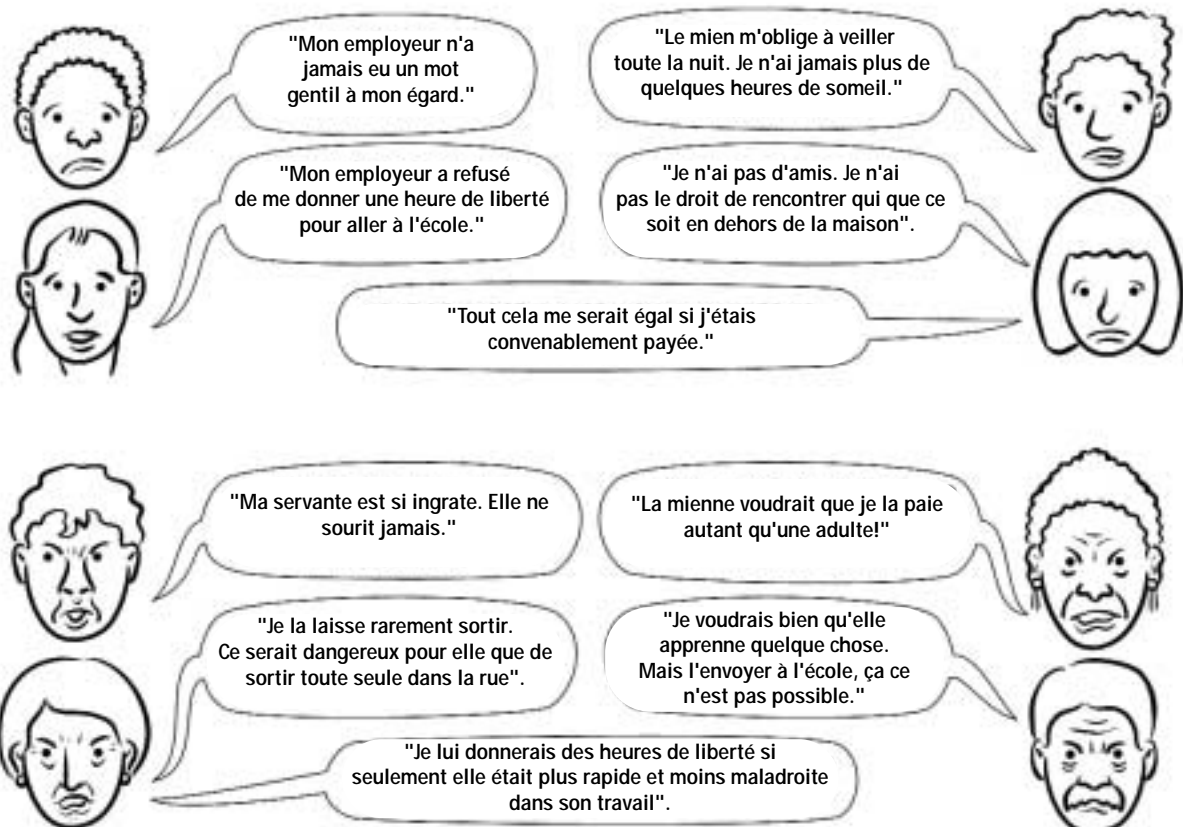 "Mon employeur n'a
jamais eu un mot
gentil à mon égard."
"Le mien m'oblige à veiller
toute la nuit. Je n'ai jamais plus de
quelques heures de someil."
"Mon employeur a refusé
de me donner une heure de liberté
pour aller à l'école."
"Je n'ai pas d'amis. Je n'ai
pas le droit de rencontrer qui que ce
soit en dehors de la maison".
"Tout cela me serait égal si j'étais
convenablement payée."
"Ma servante est si ingrate. Elle ne
sourit jamais."
"La mienne voudrait que je la paie
autant qu'une adulte!"
"Je la laisse rarement sortir.
Ce serait dangereux pour elle que de
sortir toute seule dans la rue".
"Je voudrais bien qu'elle
apprenne quelque chose.
Mais l'envoyer à l'école, ça ce
n'est pas possible."
"Je lui donnerais des heures de liberté si
seulement elle était plus rapide et moins maladroite
dans son travail".